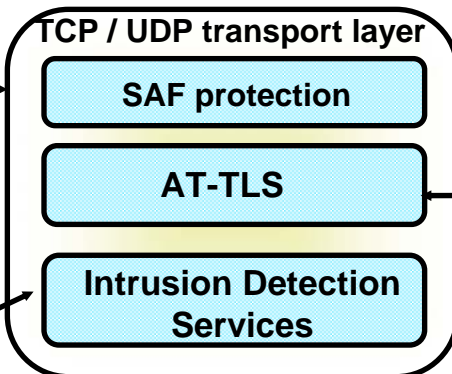 TCP / UDP transport layer
SAF protection
AT-TLS
Intrusion Detection
Services